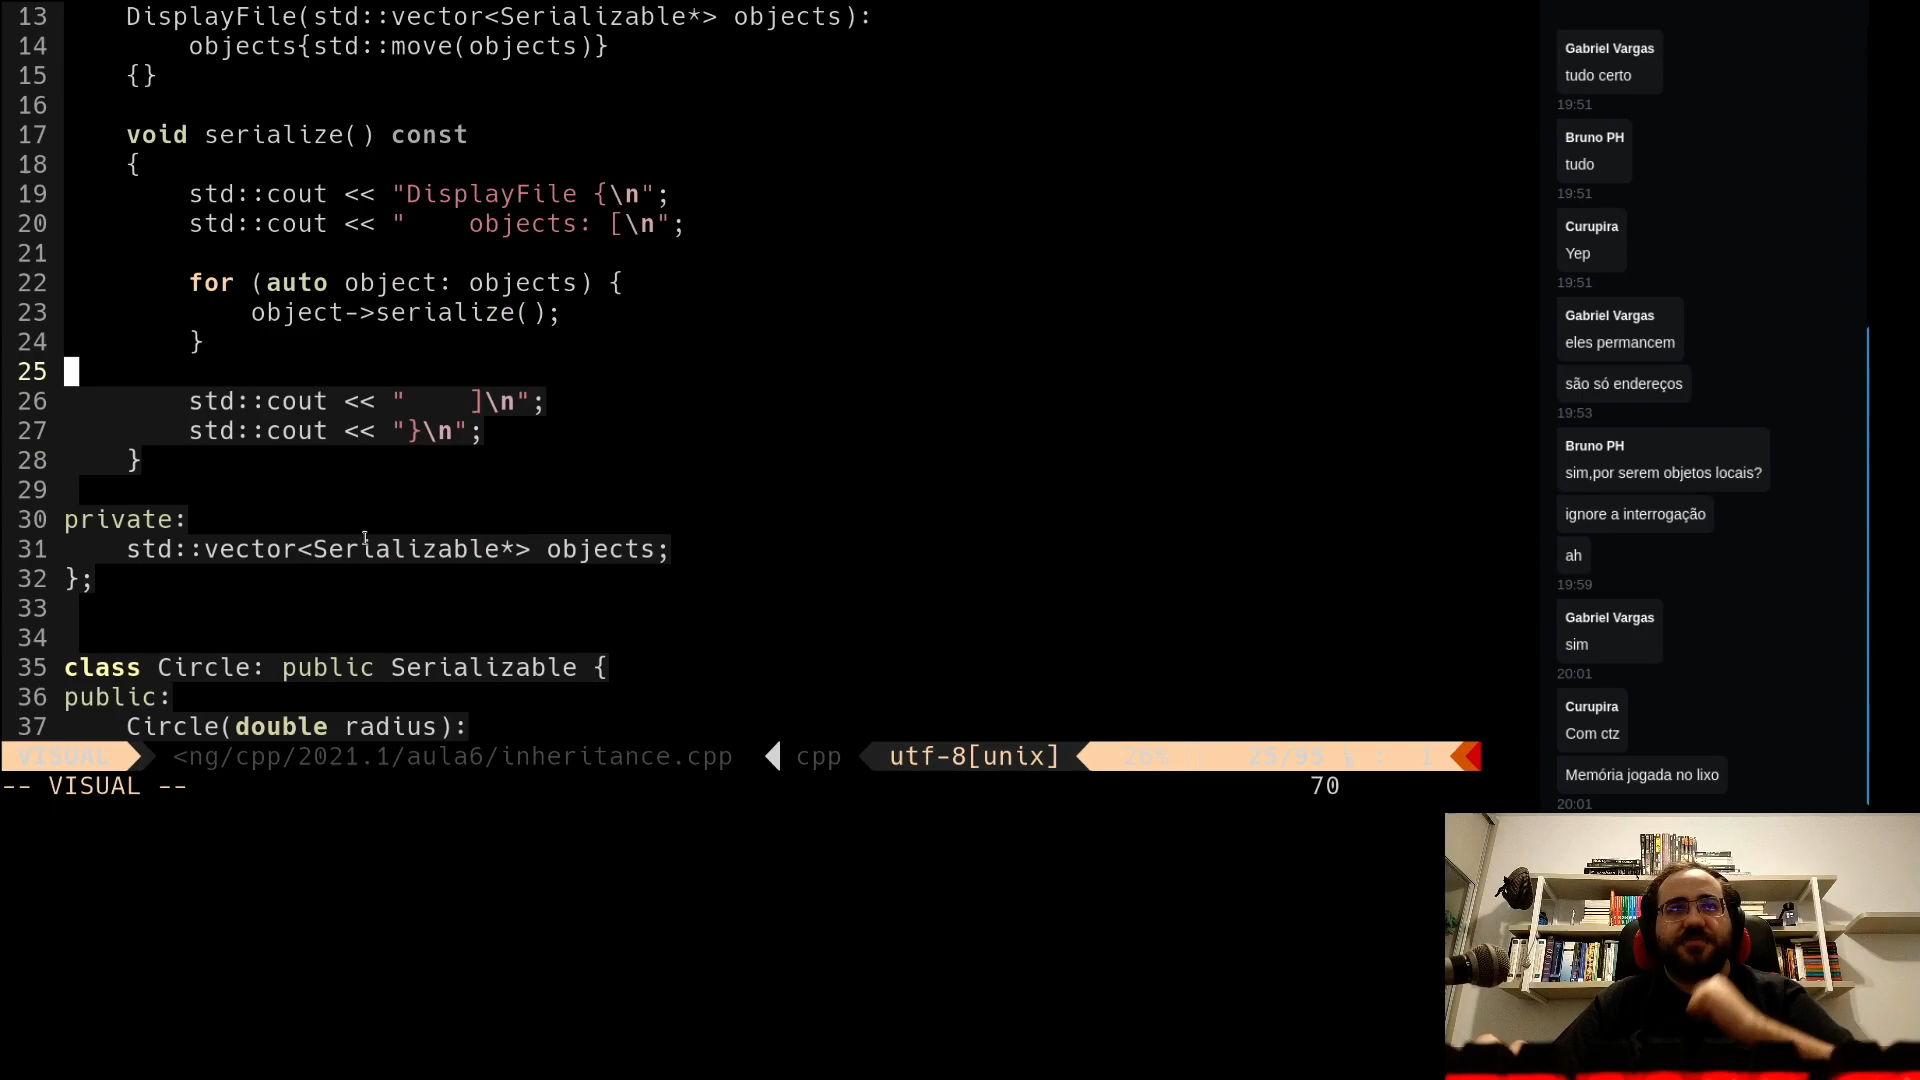 13 DisplayFile(std::vector<Serializable*> objects):
14 objects{std::move(objects)}
15 {}
16
17 void serialize() const
18 {
19 std::cout << "DisplayFile {\n";
20 std::cout << "    objects: [\n";
21
22 for (auto object: objects) {
23 object->serialize();
24 }
25
26 std::cout << "    ]\n";
27 std::cout << "}\n";
28 }
29
30 private:
31 std::vector<Serializable*> objects;
32 };
33
34
35 class Circle: public Serializable {
36 public:
37 Circle(double radius):
VISUAL <ng/cpp/2021.1/aula6/inheritance.cpp cpp utf-8[unix] 26% 25/95 : 1
-- VISUAL -- 70
Gabriel Vargas
tudo certo
19:51
Bruno PH
tudo
19:51
Curupira
Yep
19:51
Gabriel Vargas
eles permancem
são só endereços
19:53
Bruno PH
sim,por serem objetos locais?
ignore a interrogação
ah
19:59
Gabriel Vargas
sim
20:01
Curupira
Com ctz
Memória jogada no lixo
20:01